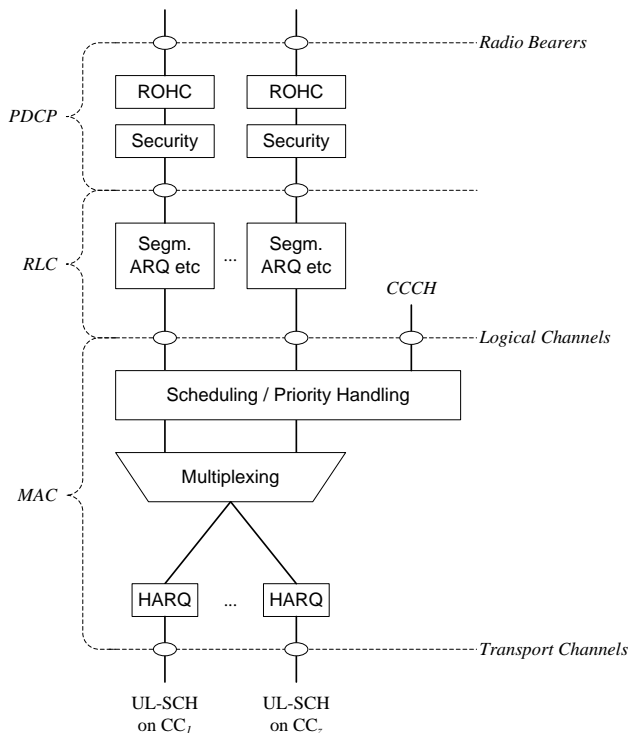 Radio Bearers
ROHC ROHC
PDCP
Security Security
Segm. ARQ etc ... Segm. ARQ etc
RLC
CCCH
Logical Channels
Scheduling / Priority Handling
Multiplexing
MAC
HARQ ... HARQ
Transport Channels
UL-SCH UL-SCH
on CC1 on CCz